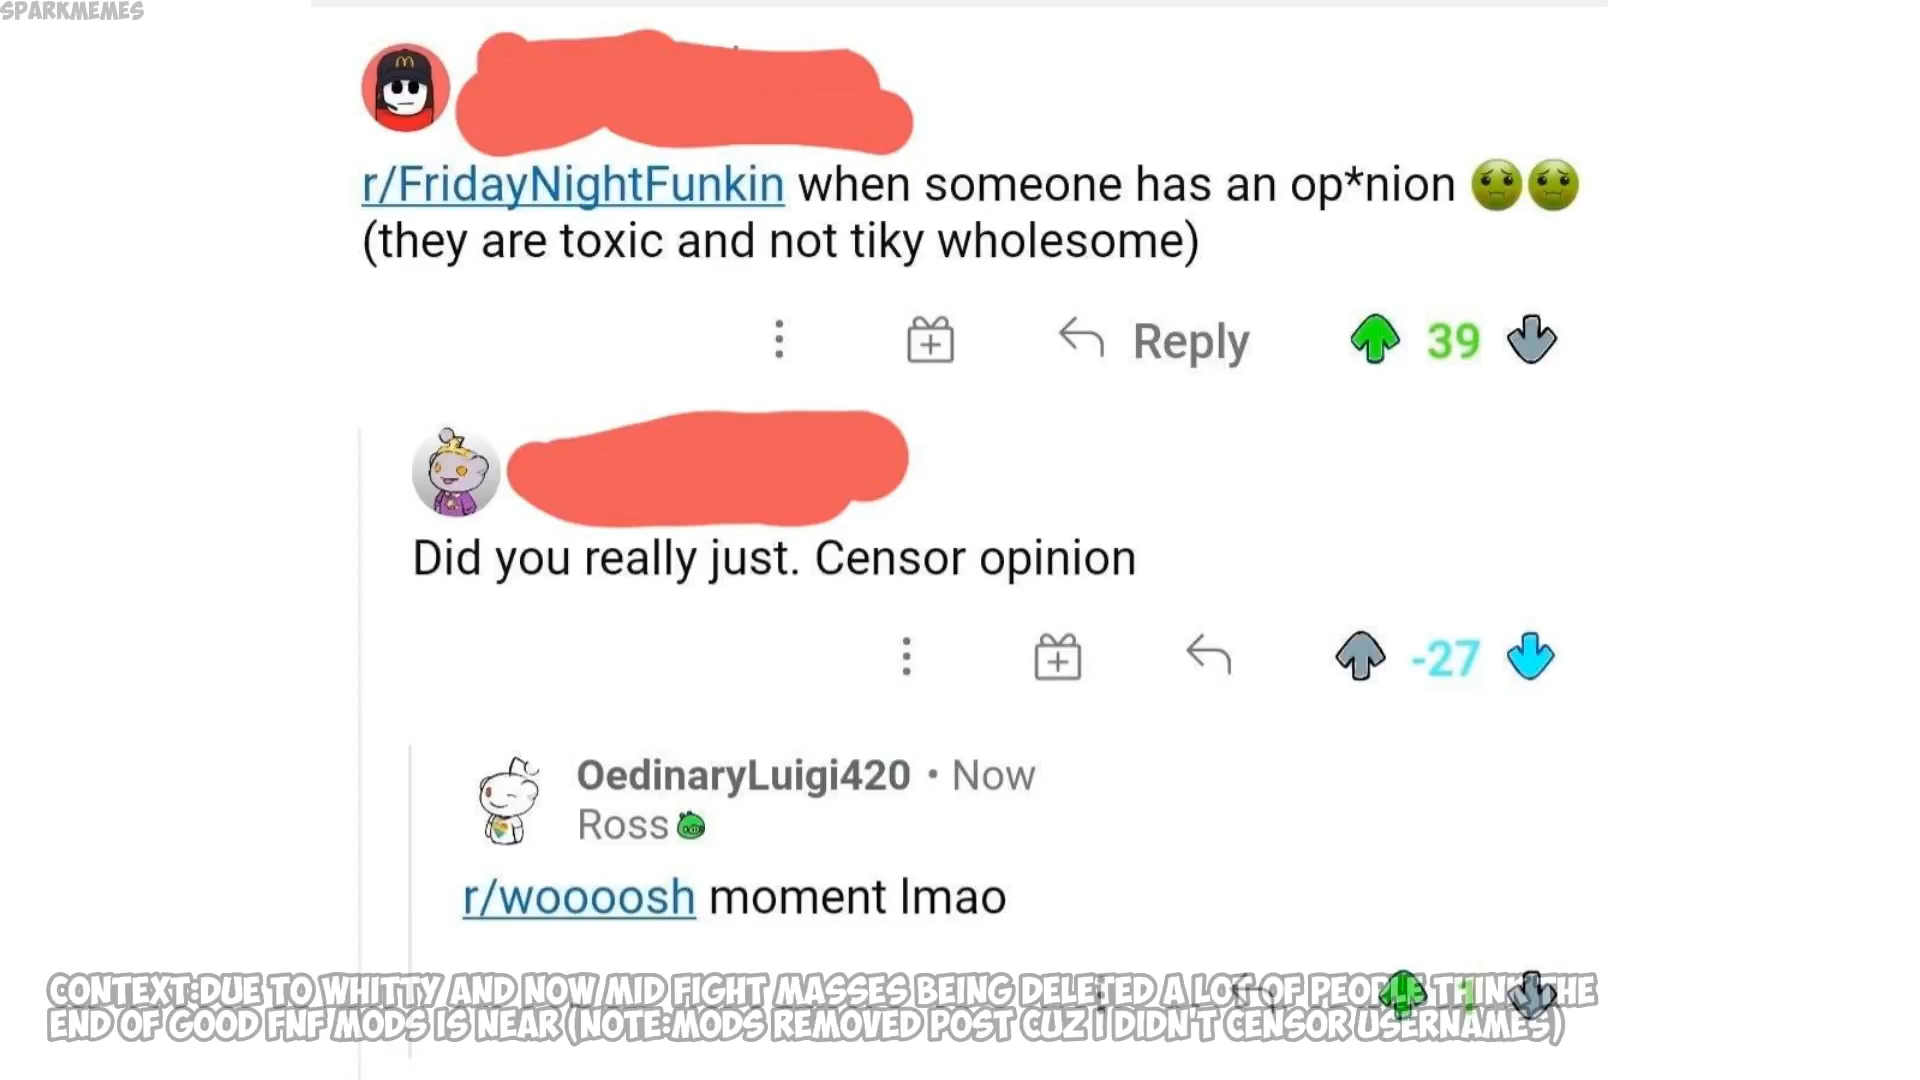 SPARKMEMES
r/FridayNightFunkin when someone has an op*nion 🤢🤢
(they are toxic and not tiky wholesome)
Reply 39
Did you really just. Censor opinion
-27
OedinaryLuigi420 • Now
Ross
r/woooosh moment lmao
1
CONTEXT:DUE TO WHITTY AND NOW MID FIGHT MASSES BEING DELETED A LOT OF PEOPLE THINK THE
END OF GOOD FNF MODS IS NEAR (NOTE:MODS REMOVED POST CUZ I DIDN'T CENSOR USERNAMES)